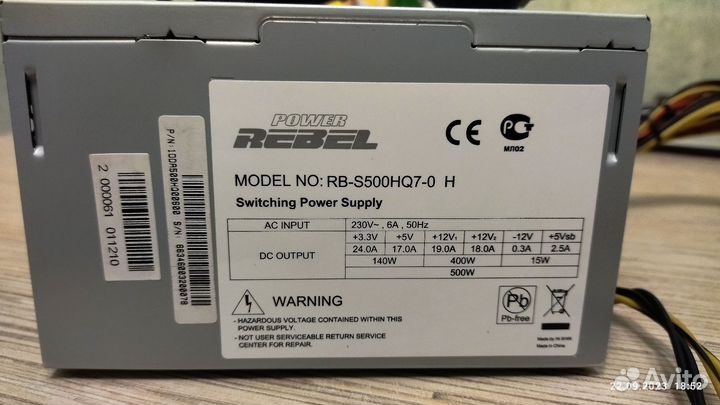 POWER
REBEL
CE
РСТ
МЛ02
MODEL NO: RB-S500HQ7-0 H
Switching Power Supply
AC INPUT 230V~ , 6A , 50Hz
DC OUTPUT +3.3V +5V +12V₁ +12V₂ -12V +5Vsb
24.0A 17.0A 19.0A 18.0A 0.3A 2.5A
140W 400W 15W
500W
WARNING
- HAZARDOUS VOLTAGE CONTAINED WITHIN THIS
POWER SUPPLY.
- NOT USER SERVICEABLE RETURN SERVICE
CENTER FOR REPAIR.
Pb
Pb-free
Made in China
2 000061 011210
Avito
22.09.2023 18:52